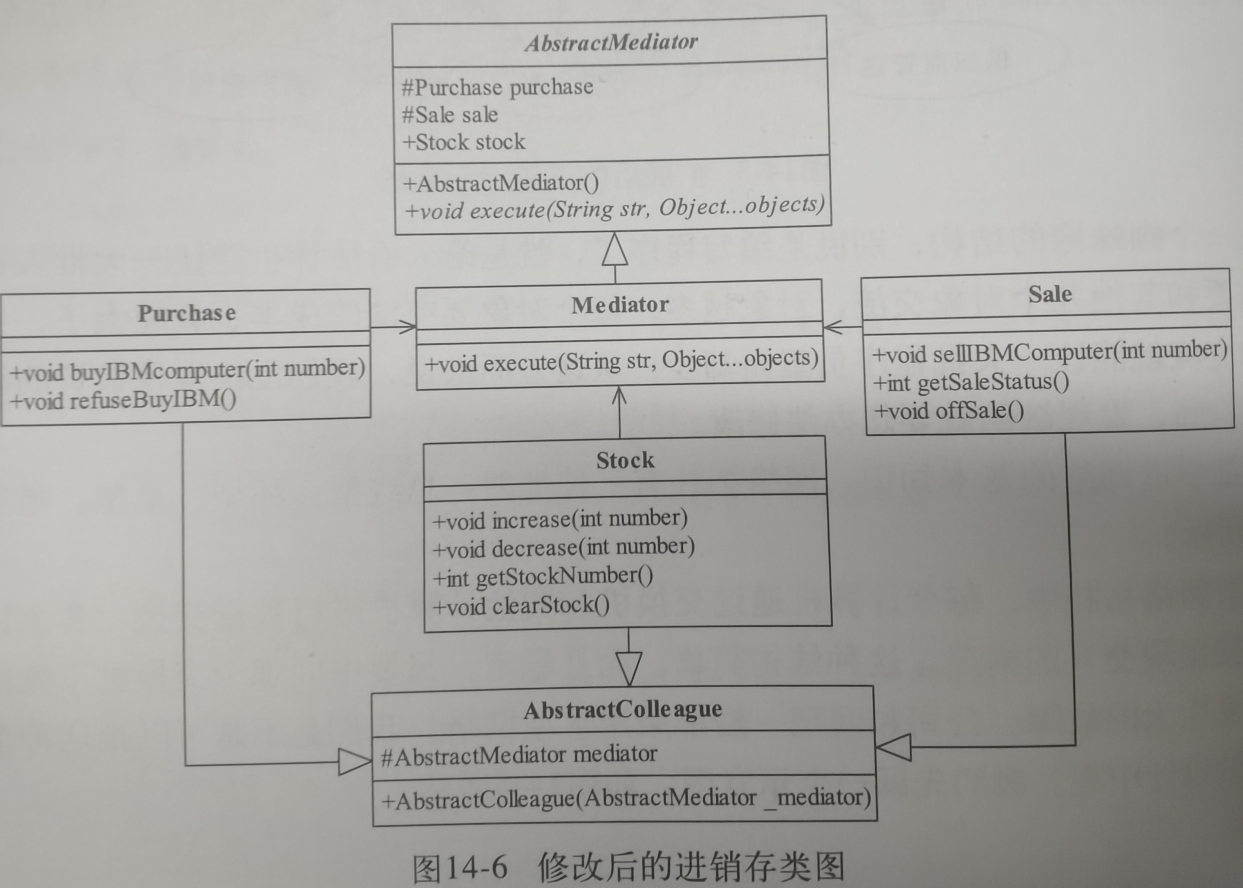 AbstractMediator
#Purchase purchase
#Sale sale
+Stock stock
+AbstractMediator()
+void execute(String str, Object...objects)
Purchase
+void buyIBMcomputer(int number)
+void refuseBuyIBM()
Mediator
+void execute(String str, Object...objects)
Sale
+void sellIBMComputer(int number)
+int getSaleStatus()
+void offSale()
Stock
+void increase(int number)
+void decrease(int number)
+int getStockNumber()
+void clearStock()
AbstractColleague
#AbstractMediator mediator
+AbstractColleague(AbstractMediator _mediator)
图14-6 修改后的进销存类图